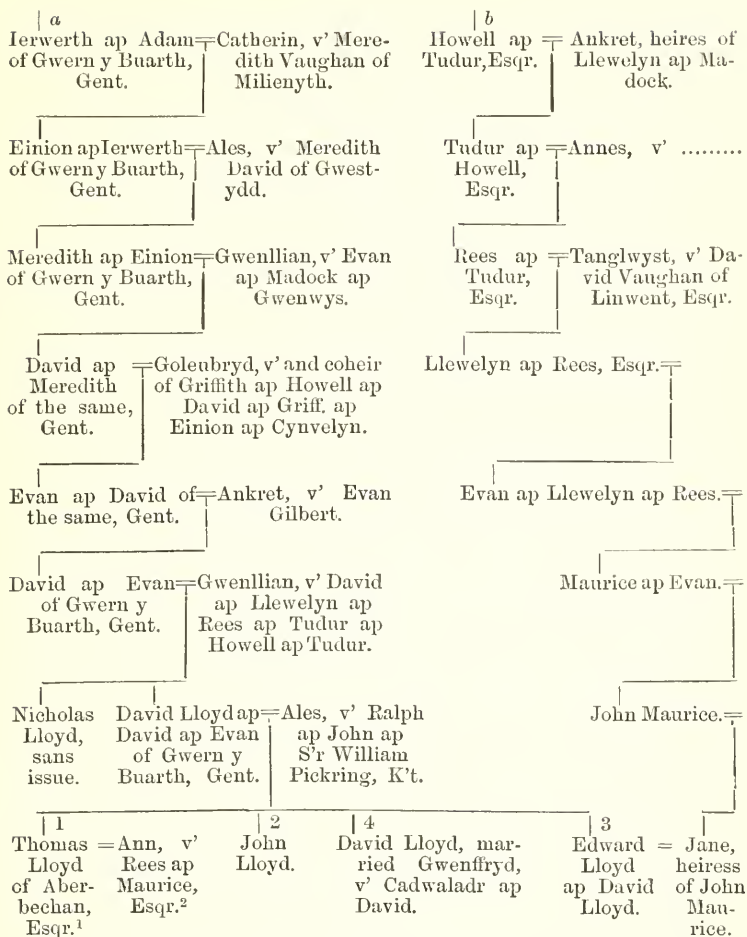 a
Ierwerth ap Adam
of Gwern y Buarth,
Gent.
Catherin, v' Mere-
dith Vaughan of
Milienyth.
b
Howell ap
Tudur, Esqr.
Ankret, heires of
Llewelyn ap Ma-
dock.
Einion ap Ierwerth
of Gwern y Buarth,
Gent.
Ales, v' Meredith
David of Gwest-
ydd.
Tudur ap
Howell,
Esqr.
Annes, v' .........
Meredith ap Einion
of Gwern y Buarth,
Gent.
Gwenllian, v' Evan
ap Madock ap
Gwenwys.
Rees ap
Tudur,
Esqr.
Tanglwyst, v' Da-
vid Vaughan of
Linwent, Esqr.
David ap
Meredith
of the same,
Gent.
Goleubryd, v' and coheir
of Griffith ap Howell ap
David ap Griff. ap
Einion ap Cynvelyn.
Llewelyn ap Rees, Esqr.
Evan ap David of
the same, Gent.
Ankret, v' Evan
Gilbert.
Evan ap Llewelyn ap Rees.
David ap Evan
of Gwern y
Buarth, Gent.
Gwenllian, v' David
ap Llewelyn ap
Rees ap Tudur ap
Howell ap Tudur.
Maurice ap Evan.
Nicholas
Lloyd,
sans
issue.
David Lloyd ap
David ap Evan
of Gwern y
Buarth, Gent.
Ales, v' Ralph
ap John ap
S'r William
Pickring, K't.
John Maurice.
1
Thomas
Lloyd
of Aber-
bechan,
Esqr.¹
Ann, v'
Rees ap
Maurice,
Esqr.²
2
John
Lloyd.
4
David Lloyd, mar-
ried Gwenffryd,
v' Cadwaladr ap
David.
3
Edward
Lloyd
ap David
Lloyd.
Jane,
heiress
of John
Mau-
rice.